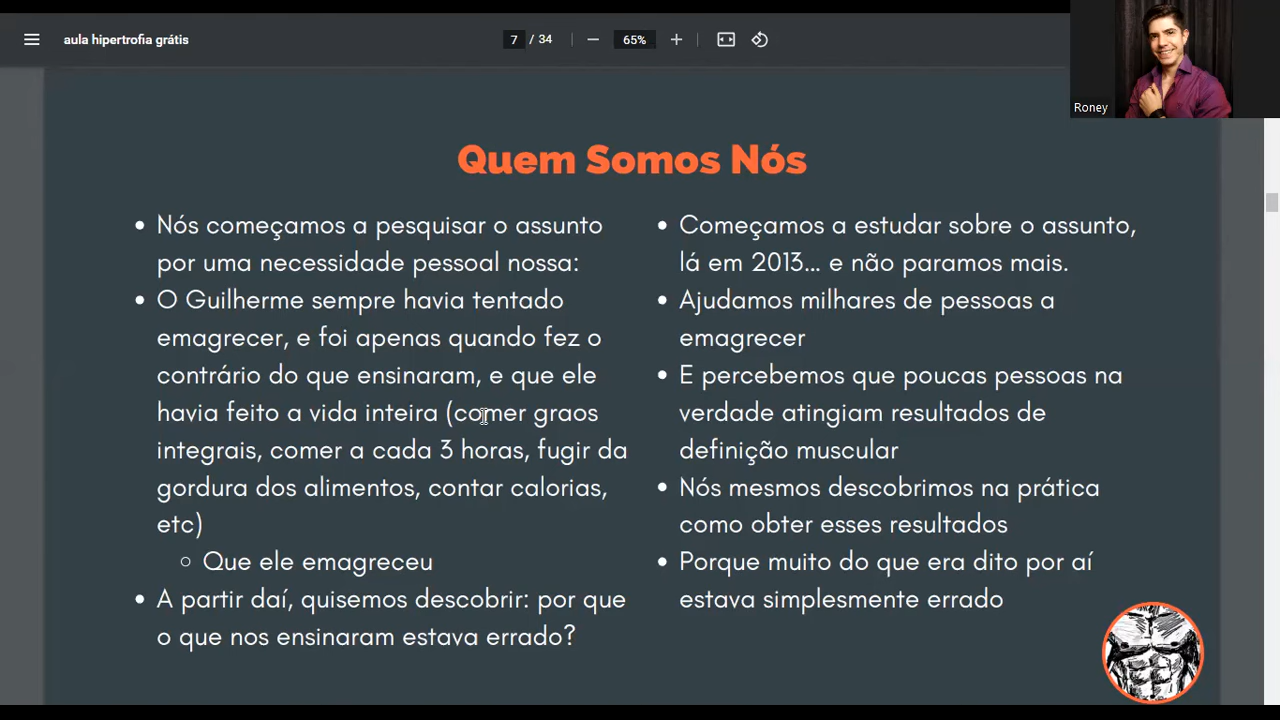 aula hipertrofia grátis
7 / 34
65%
Roney
Quem Somos Nós
Nós começamos a pesquisar o assunto
por uma necessidade pessoal nossa:
O Guilherme sempre havia tentado
emagrecer, e foi apenas quando fez o
contrário do que ensinaram, e que ele
havia feito a vida inteira (comer graos
integrais, comer a cada 3 horas, fugir da
gordura dos alimentos, contar calorias,
etc)
Que ele emagreceu
A partir daí, quisemos descobrir: por que
o que nos ensinaram estava errado?
Começamos a estudar sobre o assunto,
lá em 2013... e não paramos mais.
Ajudamos milhares de pessoas a
emagrecer
E percebemos que poucas pessoas na
verdade atingiam resultados de
definição muscular
Nós mesmos descobrimos na prática
como obter esses resultados
Porque muito do que era dito por aí
estava simplesmente errado